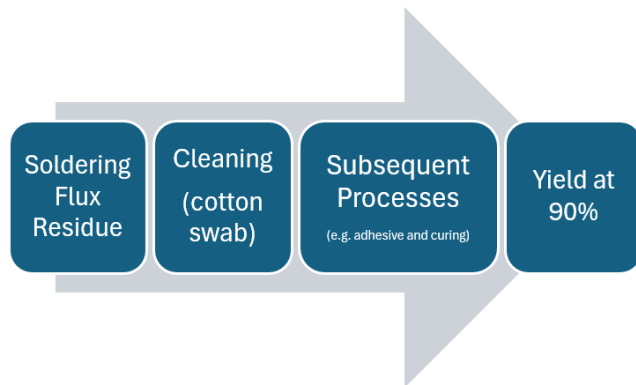 Soldering
Flux
Residue
Cleaning
(cotton
swab)
Subsequent
Processes
(e.g. adhesive and curing)
Yield at
90%